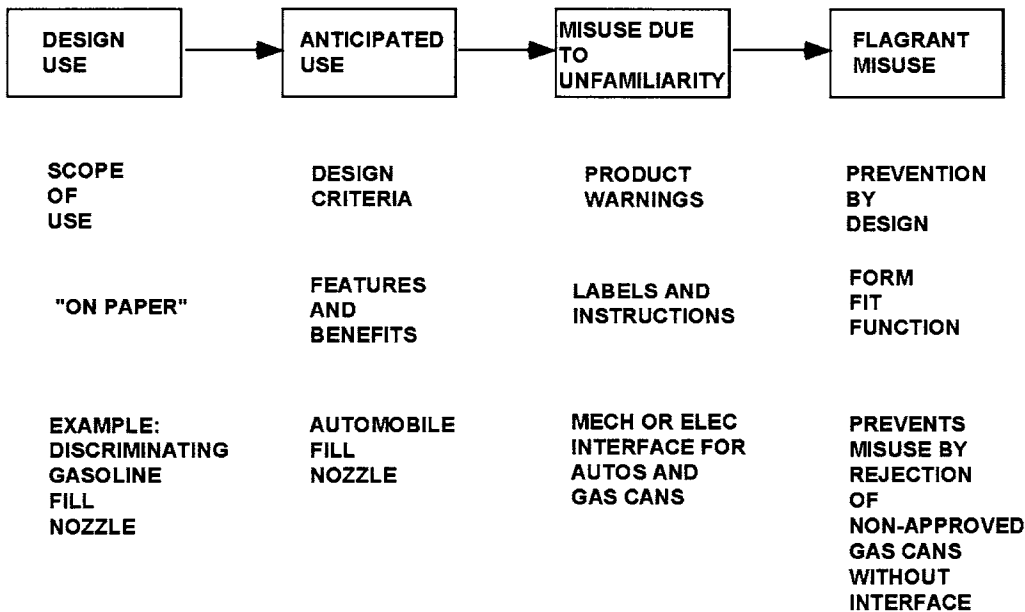 DESIGN
USE
ANTICIPATED
USE
MISUSE DUE
TO
UNFAMILIARITY
FLAGRANT
MISUSE
SCOPE
OF
USE
DESIGN
CRITERIA
PRODUCT
WARNINGS
PREVENTION
BY
DESIGN
"ON PAPER"
FEATURES
AND
BENEFITS
LABELS AND
INSTRUCTIONS
FORM
FIT
FUNCTION
EXAMPLE:
DISCRIMINATING
GASOLINE
FILL
NOZZLE
AUTOMOBILE
FILL
NOZZLE
MECH OR ELEC
INTERFACE FOR
AUTOS AND
GAS CANS
PREVENTS
MISUSE BY
REJECTION
OF
NON-APPROVED
GAS CANS
WITHOUT
INTERFACE